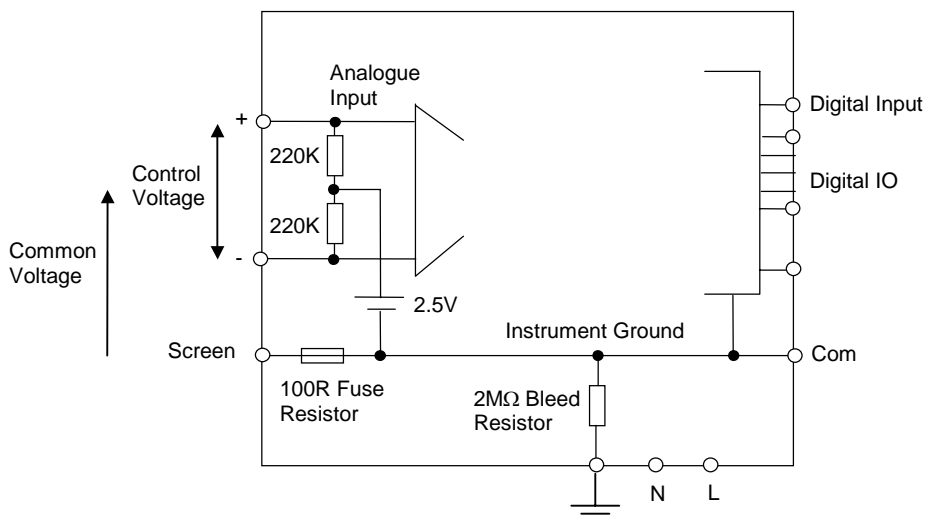 Analogue
Input
+
220K
Control
Voltage
220K
-
Common
Voltage
2.5V
Digital Input
Digital IO
Instrument Ground
Screen
Com
100R Fuse
Resistor
2MΩ Bleed
Resistor
N
L